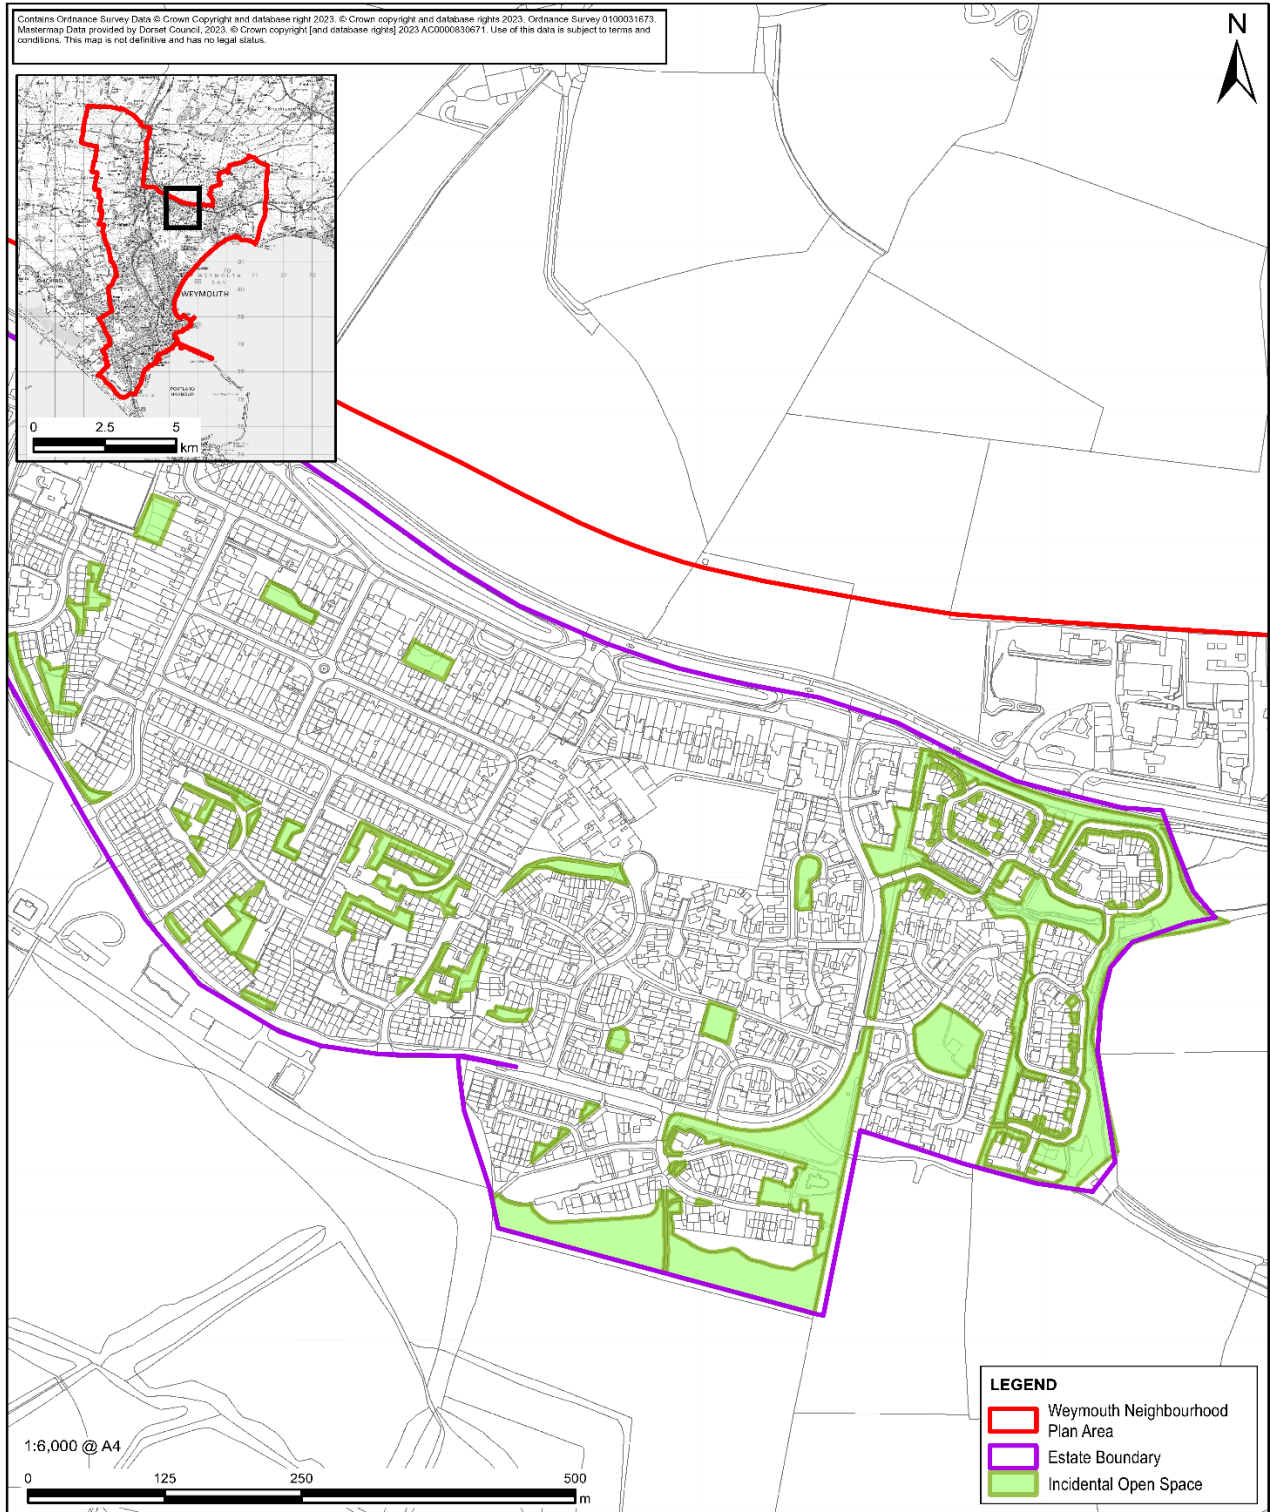 Contains Ordnance Survey Data © Crown Copyright and database right 2023. © Crown copyright and database rights 2023. Ordnance Survey 0100031673.
Mastermap Data provided by Dorset Council, 2023. © Crown copyright [and database rights] 2023 AC0000830671. Use of this data is subject to terms and
conditions. This map is not definitive and has no legal status.
N
WEYMOUTH
BAY
WEYMOUTH
PORTLAND
HARBOUR
0 2.5 5
km
LEGEND
Weymouth Neighbourhood
Plan Area
Estate Boundary
Incidental Open Space
1:6,000 @ A4
0 125 250 500
m